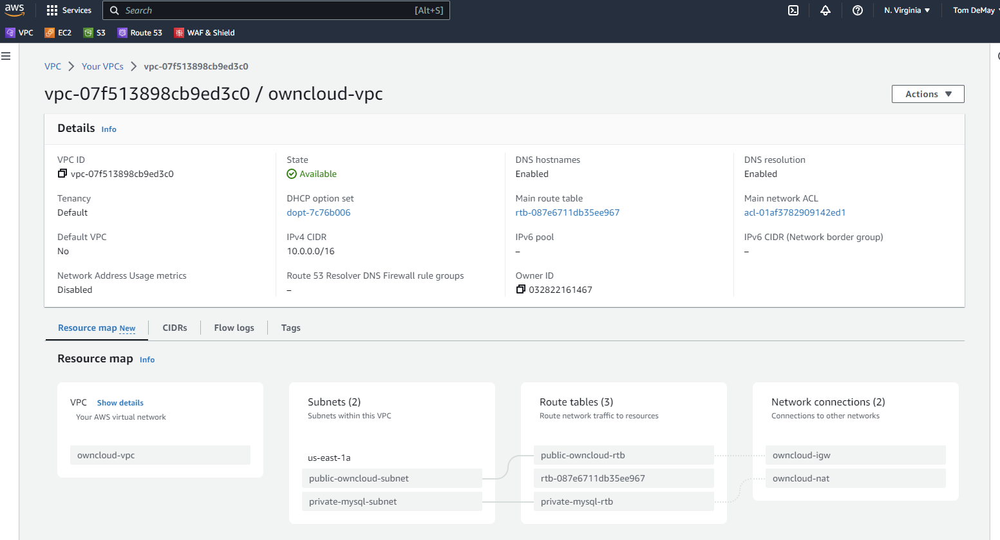 aws
Services
Search [Alt+S]
N. Virginia
Tom DeMay
VPC EC2 S3 Route 53 WAF & Shield
VPC > Your VPCs > vpc-07f513898cb9ed3c0
vpc-07f513898cb9ed3c0 / owncloud-vpc
Actions
Details Info
VPC ID
vpc-07f513898cb9ed3c0
State
Available
DNS hostnames
Enabled
DNS resolution
Enabled
Tenancy
Default
DHCP option set
dopt-7c76b006
Main route table
rtb-087e6711db35ee967
Main network ACL
acl-01af3782909142ed1
Default VPC
No
IPv4 CIDR
10.0.0.0/16
IPv6 pool
–
IPv6 CIDR (Network border group)
–
Network Address Usage metrics
Disabled
Route 53 Resolver DNS Firewall rule groups
–
Owner ID
032822161467
Resource map New
CIDRs
Flow logs
Tags
Resource map Info
VPC Show details
Your AWS virtual network
owncloud-vpc
Subnets (2)
Subnets within this VPC
us-east-1a
public-owncloud-subnet
private-mysql-subnet
Route tables (3)
Route network traffic to resources
public-owncloud-rtb
rtb-087e6711db35ee967
private-mysql-rtb
Network connections (2)
Connections to other networks
owncloud-igw
owncloud-nat